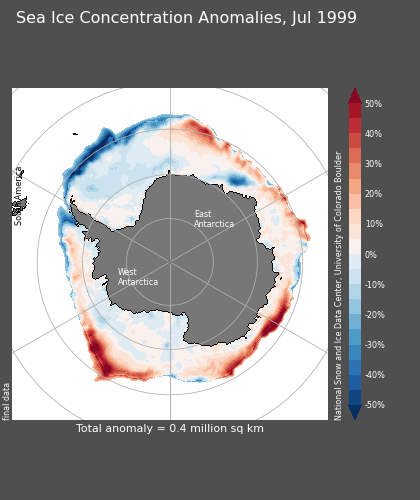 Sea Ice Concentration Anomalies, Jul 1999
South America
East
Antarctica
West
Antarctica
final data
National Snow and Ice Data Center, University of Colorado Boulder
50%
40%
30%
20%
10%
0%
-10%
-20%
-30%
-40%
-50%
Total anomaly = 0.4 million sq km